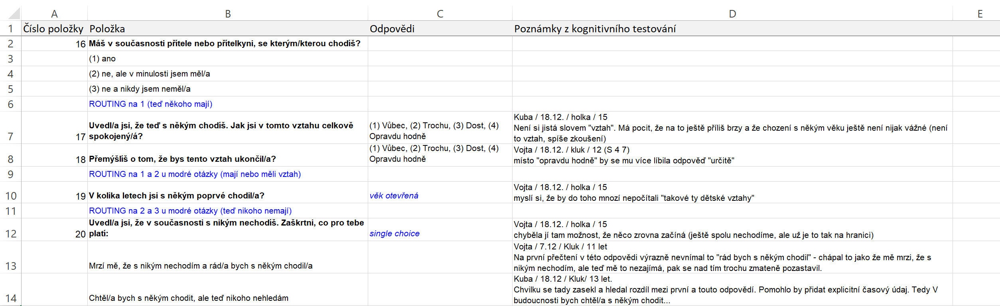 A B C D E
1 Číslo položky Položka Odpovědi Poznámky z kognitivního testování
2 16 Máš v současnosti přítele nebo přítelkyni, se kterým/kterou chodíš?
3 (1) ano
4 (2) ne, ale v minulosti jsem měl/a
5 (3) ne a nikdy jsem neměl/a
6 ROUTING na 1 (teď někoho mají)
7 17 Uvedl/a jsi, že teď s někým chodíš. Jak jsi v tomto vztahu celkově
spokojený/á?
(1) Vůbec, (2) Trochu, (3) Dost, (4)
Opravdu hodně
Kuba / 18.12. / holka / 15
Není si jistá slovem "vztah". Má pocit, že na to ještě příliš brzy a že chození s někým věku ještě není nijak vážné (není
to vztah, spíše zkoušení)
8 18 Přemýšlíš o tom, že bys tento vztah ukončil/a?
(1) Vůbec, (2) Trochu, (3) Dost, (4)
Opravdu hodně
Vojta / 18.12. / kluk / 12 (S 4 7)
místo "opravdu hodně" by se mu více líbila odpověď "určitě"
9 ROUTING na 1 a 2 u modré otázky (mají nebo měli vztah)
10 19 V kolika letech jsi s někým poprvé chodil/a?
věk otevřená
Vojta / 18.12. / holka / 15
myslí si, že by do toho mnozí nepočítali "takové ty dětské vztahy"
11 ROUTING na 2 a 3 u modré otázky (teď nikoho nemají)
12 20 Uvedl/a jsi, že v současnosti s nikým nechodíš. Zaškrtni, co pro tebe
platí:
single choice
Vojta / 18.12. / holka / 15
chyběla jí tam možnost, že něco zrovna začíná (ještě spolu nechodíme, ale už je to tak na hranici)
13 Mrzí mě, že s nikým nechodím a rád/a bych s někým chodil/a
Vojta / 7.12 / Kluk / 11 let
Na první přečtení v této odpovědi výrazně nevnímal to "rád bych s někým chodil" - chápal to jako že mě mrzi, že s
nikým nechodím, ale teď mě to nezajímá, pak se nad tím trochu zmateně pozastavil.
14 Chtěl/a bych s někým chodit, ale teď nikoho nehledám
Kuba / 18.12 / Kluk/ 13 let.
Chvilku se tady zasekl a hledal rozdíl mezi první a touto odpovědí. Pomohlo by přidat explicitní časový údaj. Tedy V
budoucnosti bych chtěl/a s někým chodit...